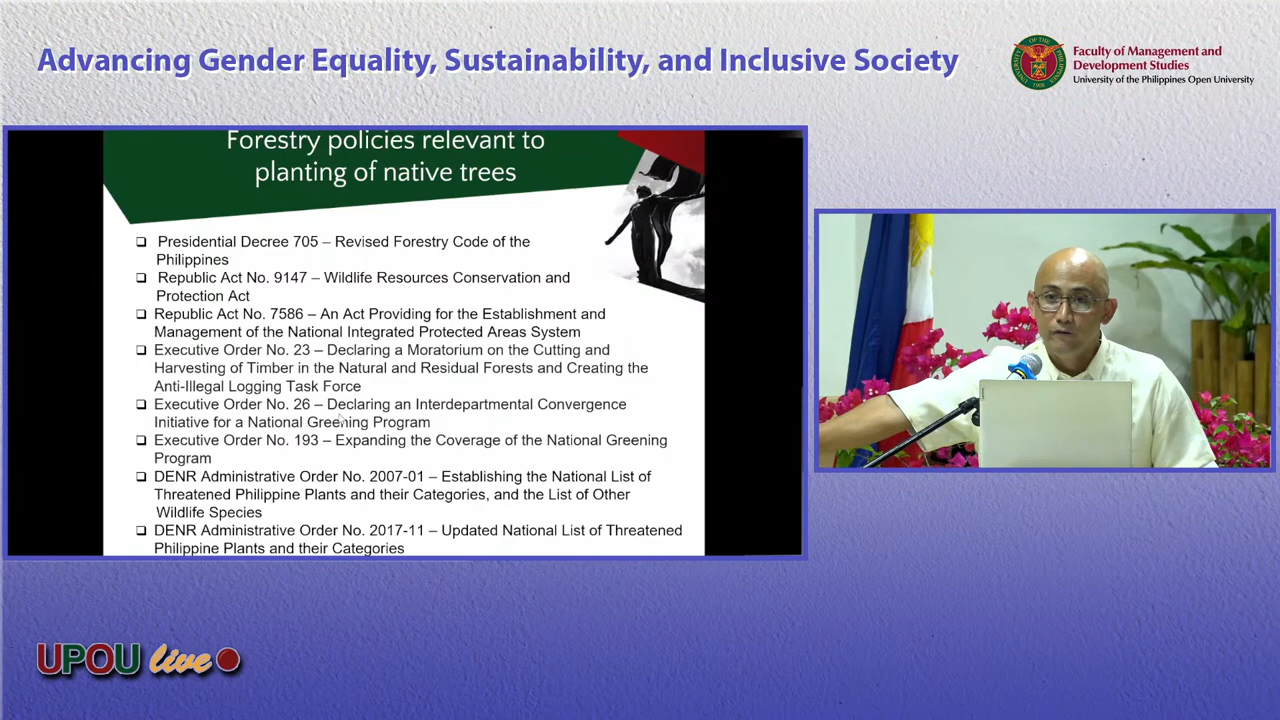 Advancing Gender Equality, Sustainability, and Inclusive Society
Faculty of Management and
Development Studies
University of the Philippines Open University
Forestry policies relevant to
planting of native trees
❑ Presidential Decree 705 – Revised Forestry Code of the
Philippines
❑ Republic Act No. 9147 – Wildlife Resources Conservation and
Protection Act
❑ Republic Act No. 7586 – An Act Providing for the Establishment and
Management of the National Integrated Protected Areas System
❑ Executive Order No. 23 – Declaring a Moratorium on the Cutting and
Harvesting of Timber in the Natural and Residual Forests and Creating the
Anti-Illegal Logging Task Force
❑ Executive Order No. 26 – Declaring an Interdepartmental Convergence
Initiative for a National Greening Program
❑ Executive Order No. 193 – Expanding the Coverage of the National Greening
Program
❑ DENR Administrative Order No. 2007-01 – Establishing the National List of
Threatened Philippine Plants and their Categories, and the List of Other
Wildlife Species
❑ DENR Administrative Order No. 2017-11 – Updated National List of Threatened
Philippine Plants and their Categories
UPOU live